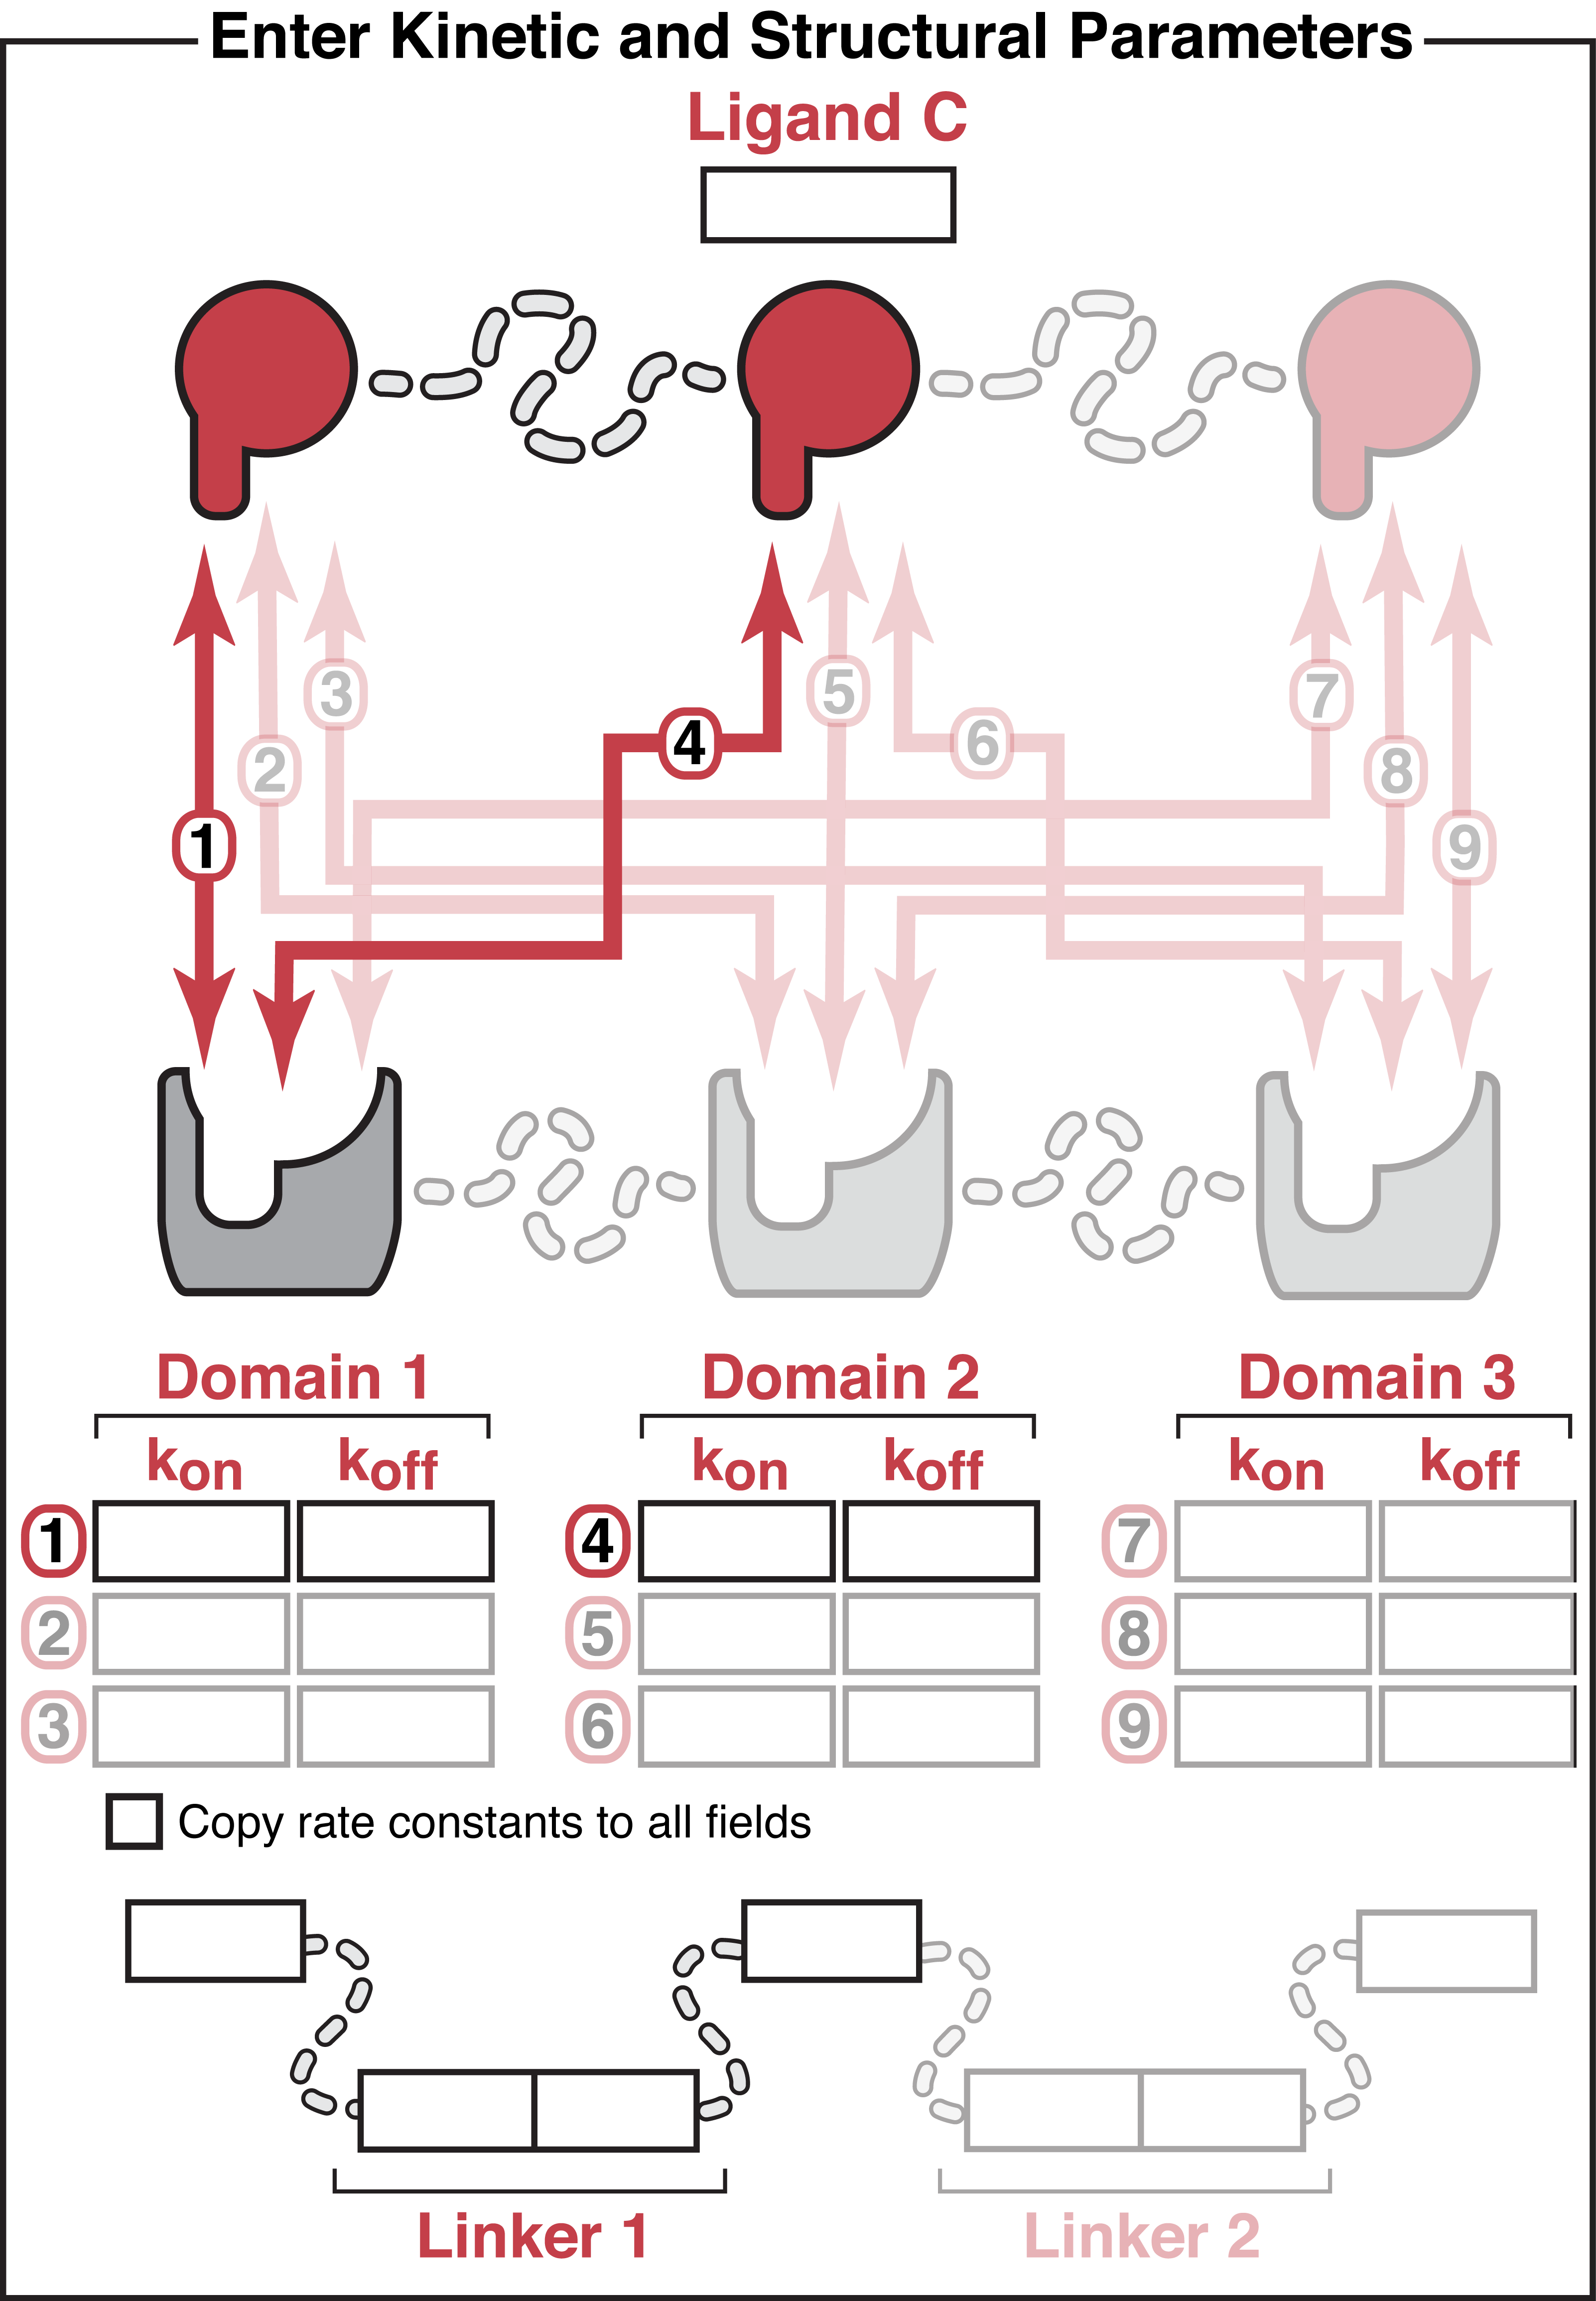 Enter Kinetic and Structural Parameters
Ligand C
3
5
7
4
6
2
8
1
9
Domain 1 Domain 2 Domain 3
kon koff kon koff kon koff
1 4 7
2 5 8
3 6 9
Copy rate constants to all fields
Linker 1 Linker 2